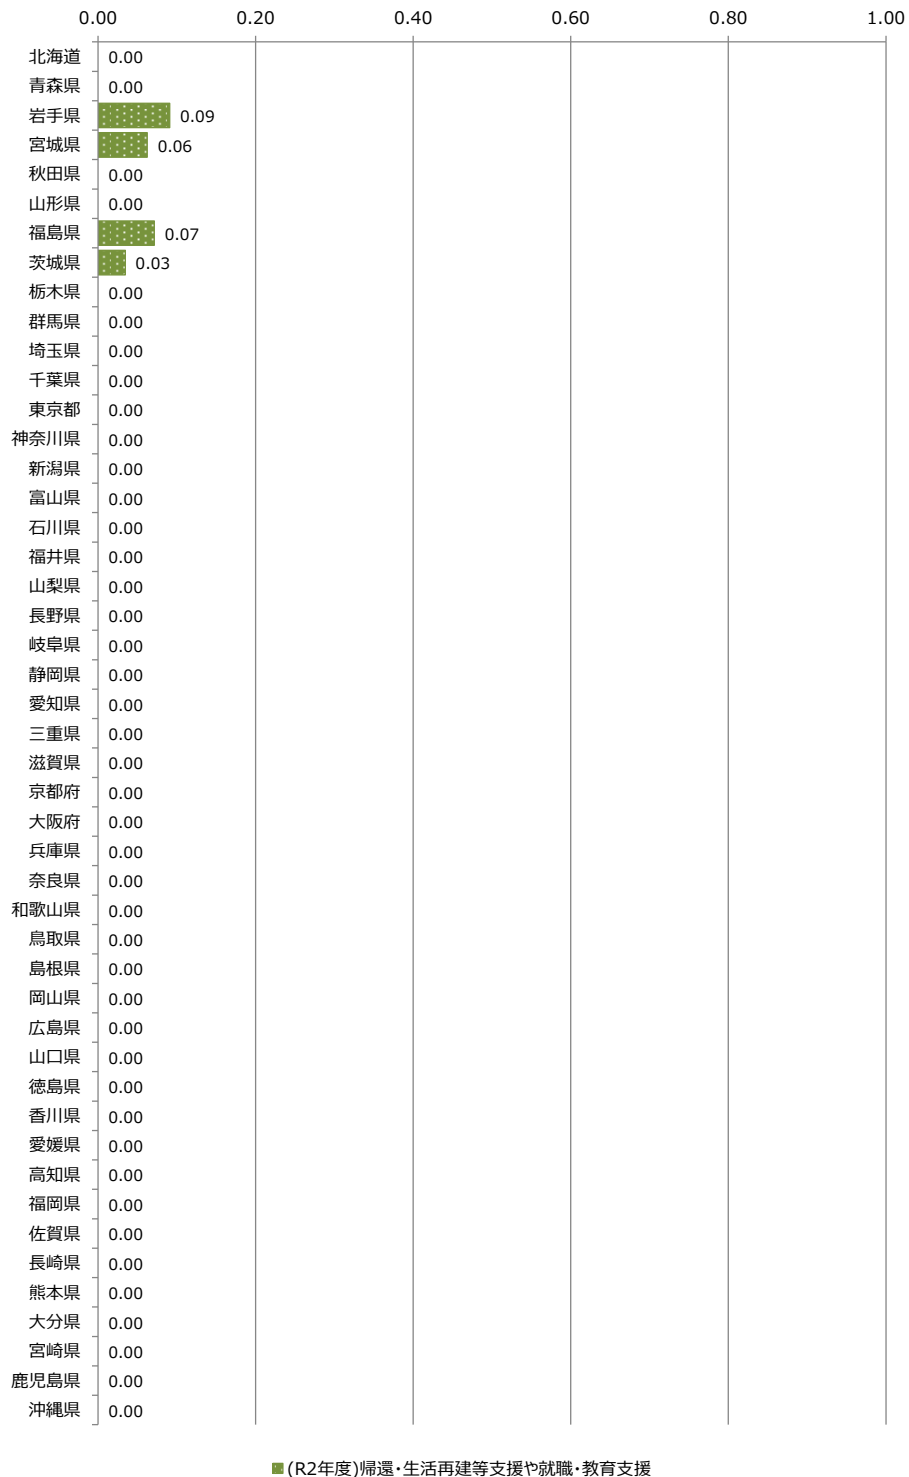 0.00 0.20 0.40 0.60 0.80 1.00
北海道 0.00
青森県 0.00
岩手県 0.09
宮城県 0.06
秋田県 0.00
山形県 0.00
福島県 0.07
茨城県 0.03
栃木県 0.00
群馬県 0.00
埼玉県 0.00
千葉県 0.00
東京都 0.00
神奈川県 0.00
新潟県 0.00
富山県 0.00
石川県 0.00
福井県 0.00
山梨県 0.00
長野県 0.00
岐阜県 0.00
静岡県 0.00
愛知県 0.00
三重県 0.00
滋賀県 0.00
京都府 0.00
大阪府 0.00
兵庫県 0.00
奈良県 0.00
和歌山県 0.00
鳥取県 0.00
島根県 0.00
岡山県 0.00
広島県 0.00
山口県 0.00
徳島県 0.00
香川県 0.00
愛媛県 0.00
高知県 0.00
福岡県 0.00
佐賀県 0.00
長崎県 0.00
熊本県 0.00
大分県 0.00
宮崎県 0.00
鹿児島県 0.00
沖縄県 0.00
(R2年度)帰還・生活再建等支援や就職・教育支援